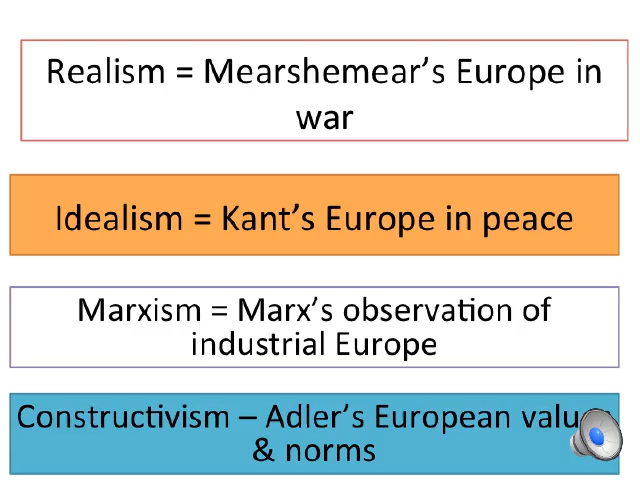 Realism = Mearshemear’s Europe in
war
Idealism = Kant’s Europe in peace
Marxism = Marx’s observation of
industrial Europe
Constructivism – Adler’s European values
& norms